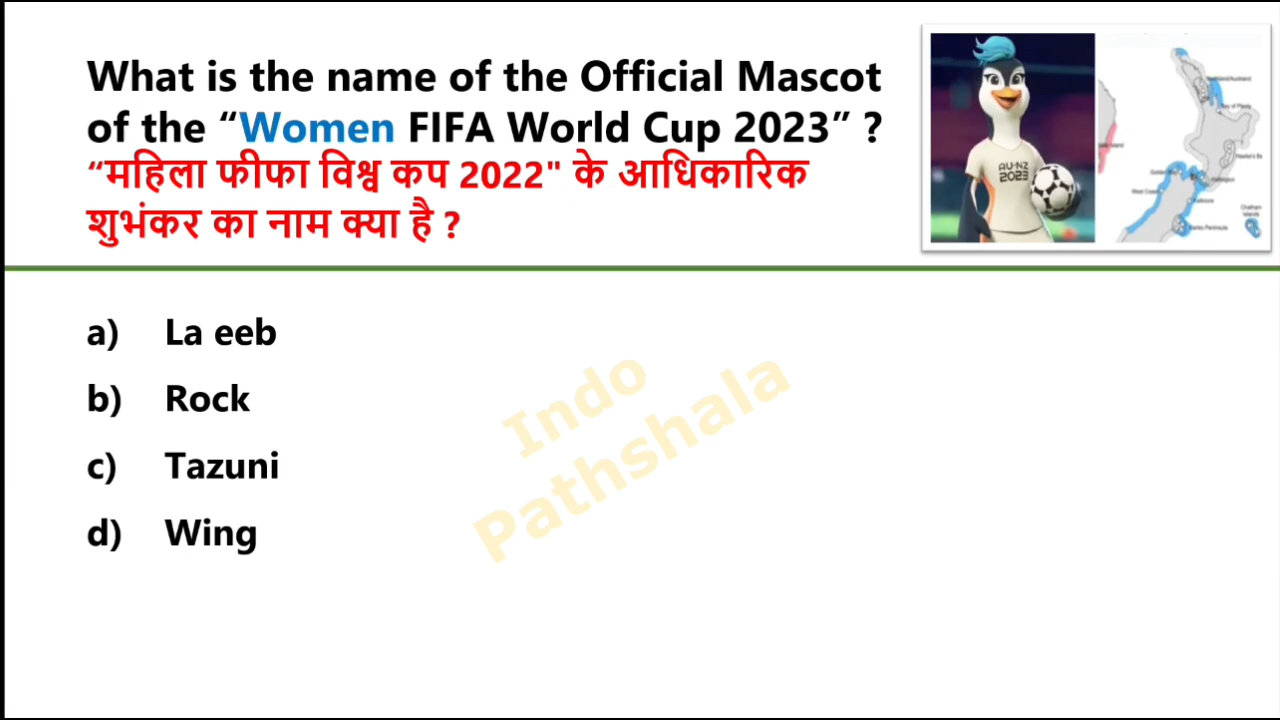 What is the name of the Official Mascot
of the “Women FIFA World Cup 2023” ?
“महिला फीफा विश्व कप 2022" के आधिकारिक
शुभंकर का नाम क्या है ?
AU·NZ
2023
a) La eeb
b) Rock
c) Tazuni
d) Wing
Indo
Pathshala